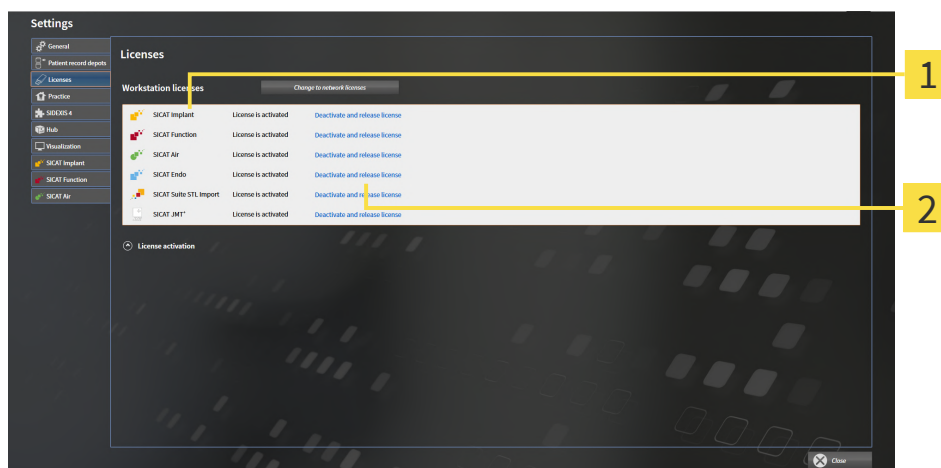 Settings
General
Patient record depots
Licenses
Practice
SIDEXIS 4
Hub
Visualization
SICAT Implant
SICAT Function
SICAT Air
Licenses
Workstation licenses Change to network licenses
SICAT Implant License is activated Deactivate and release license
SICAT Function License is activated Deactivate and release license
SICAT Air License is activated Deactivate and release license
SICAT Endo License is activated Deactivate and release license
SICAT Suite STL Import License is activated Deactivate and release license
SICAT JMT+ License is activated Deactivate and release license
License activation
Close
1
2